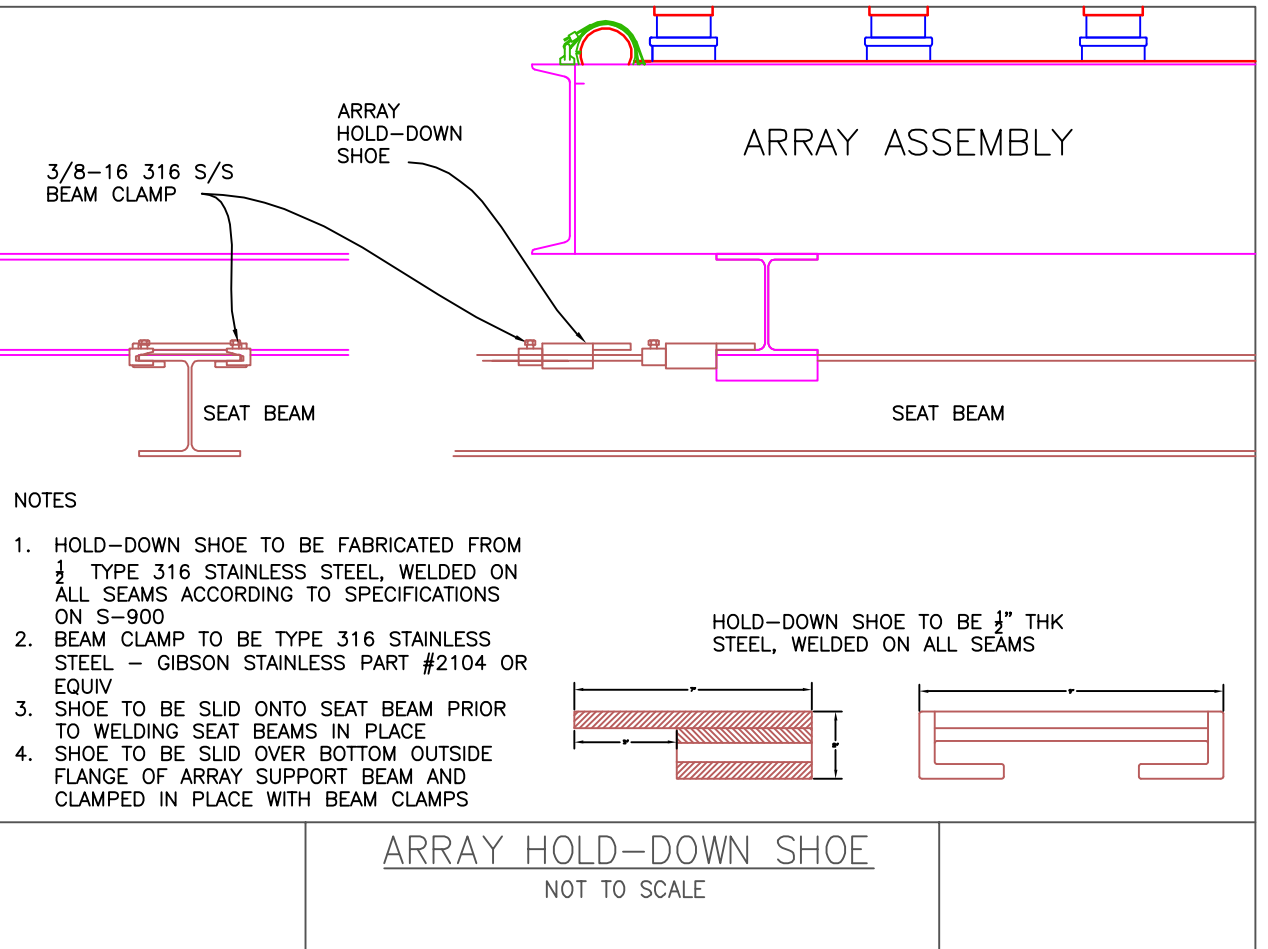 ARRAY ASSEMBLY
ARRAY
HOLD-DOWN
SHOE
3/8-16 316 S/S
BEAM CLAMP
SEAT BEAM
SEAT BEAM
NOTES
1. HOLD-DOWN SHOE TO BE FABRICATED FROM
1/2 TYPE 316 STAINLESS STEEL, WELDED ON
ALL SEAMS ACCORDING TO SPECIFICATIONS
ON S-900
2. BEAM CLAMP TO BE TYPE 316 STAINLESS
STEEL - GIBSON STAINLESS PART #2104 OR
EQUIV
3. SHOE TO BE SLID ONTO SEAT BEAM PRIOR
TO WELDING SEAT BEAMS IN PLACE
4. SHOE TO BE SLID OVER BOTTOM OUTSIDE
FLANGE OF ARRAY SUPPORT BEAM AND
CLAMPED IN PLACE WITH BEAM CLAMPS
HOLD-DOWN SHOE TO BE 1/2" THK
STEEL, WELDED ON ALL SEAMS
ARRAY HOLD-DOWN SHOE
NOT TO SCALE